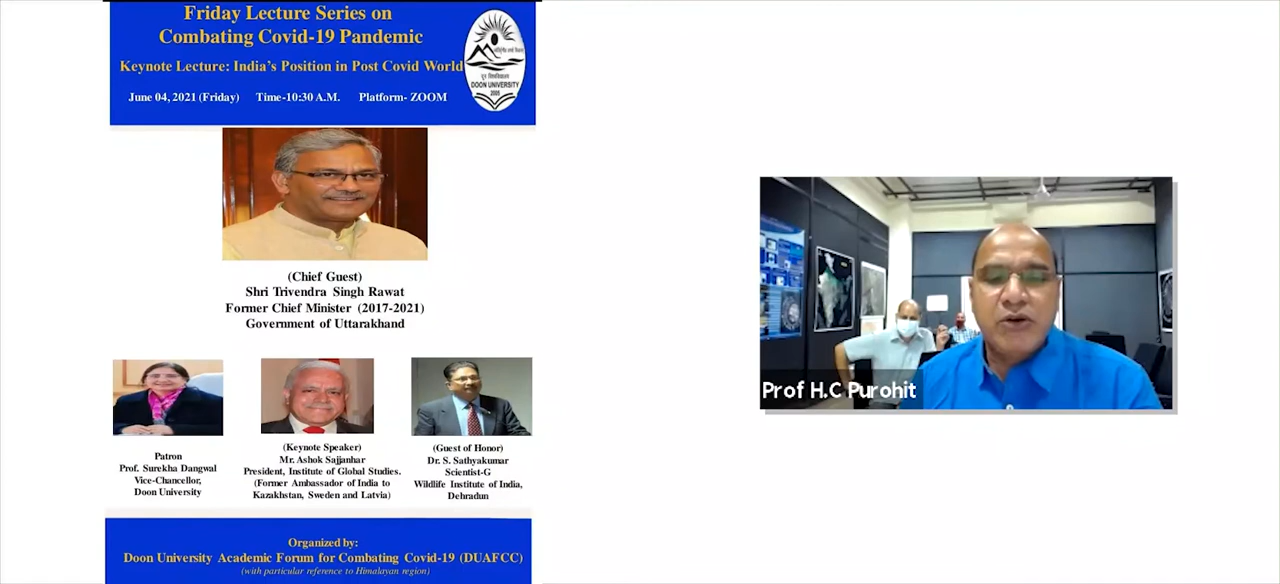 Friday Lecture Series on
Combating Covid-19 Pandemic
Keynote Lecture: India's Position in Post Covid World
June 04, 2021 (Friday) Time-10:30 A.M. Platform- ZOOM
DOON UNIVERSITY
2005
(Chief Guest)
Shri Trivendra Singh Rawat
Former Chief Minister (2017-2021)
Government of Uttarakhand
Patron
Prof. Surekha Dangwal
Vice-Chancellor,
Doon University
(Keynote Speaker)
Mr. Ashok Sajjanhar
President, Institute of Global Studies.
(Former Ambassador of India to
Kazakhstan, Sweden and Latvia)
(Guest of Honor)
Dr. S. Sathyakumar
Scientist-G
Wildlife Institute of India,
Dehradun
Organized by:
Doon University Academic Forum for Combating Covid-19 (DUAFCC)
(with particular reference to Himalayan region)
Prof H.C Purohit